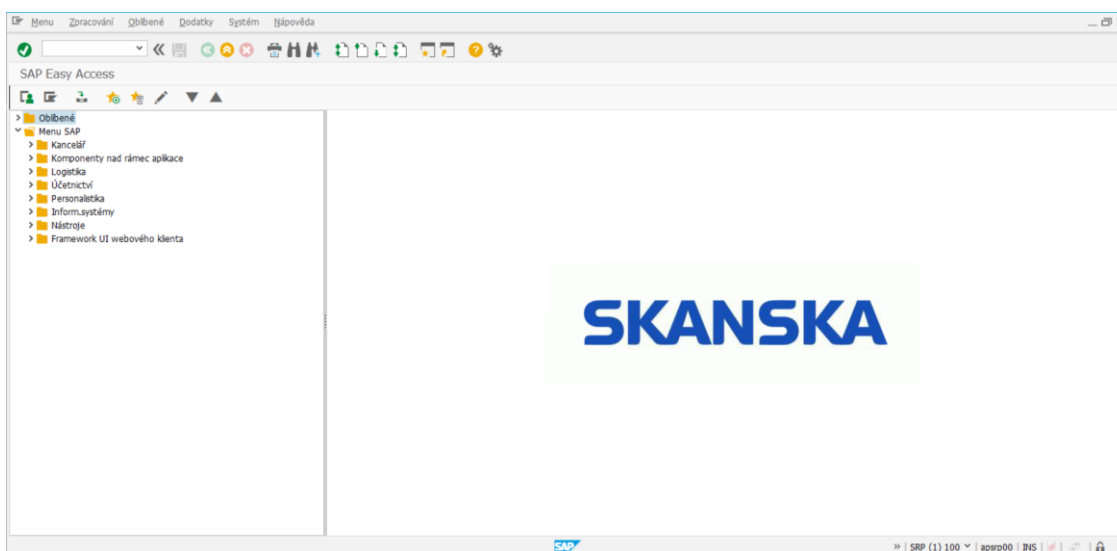 Menu Zpracování Oblíbené Dodatky Systém Nápověda
SAP Easy Access
Oblíbené
Menu SAP
Kancelář
Komponenty nad rámec aplikace
Logistika
Účetnictví
Personalistika
Inform.systémy
Nástroje
Framework UI webového klienta
SKANSKA
SAP
» SRP (1) 100 apsrp00 INS